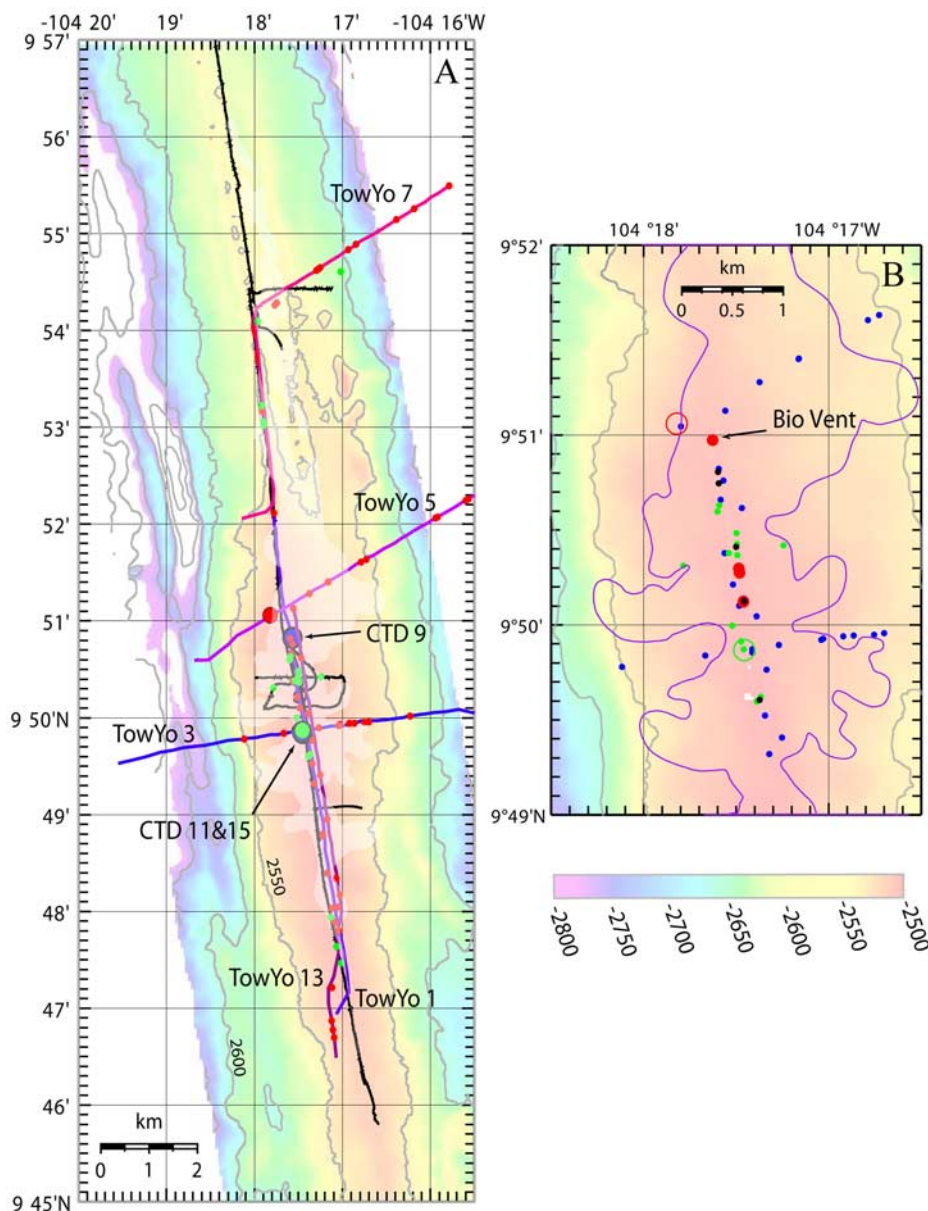 -104 20' 19' 18' 17' -104 16'W
9 57'
A
56'
TowYo 7
55'
54'
53'
TowYo 5
52'
51'
CTD 9
9 50'
TowYo 3
49'
CTD 11&15
2550
48'
TowYo 13
47'
TowYo 1
2600
46'
km
0 1 2
9 45'N
104 18' 104 17'W
9°52'
B
km
0 0.5 1
Bio Vent
9°51'
9°50'
9°49'N
-2800 -2750 -2700 -2650 -2600 -2550 -2500